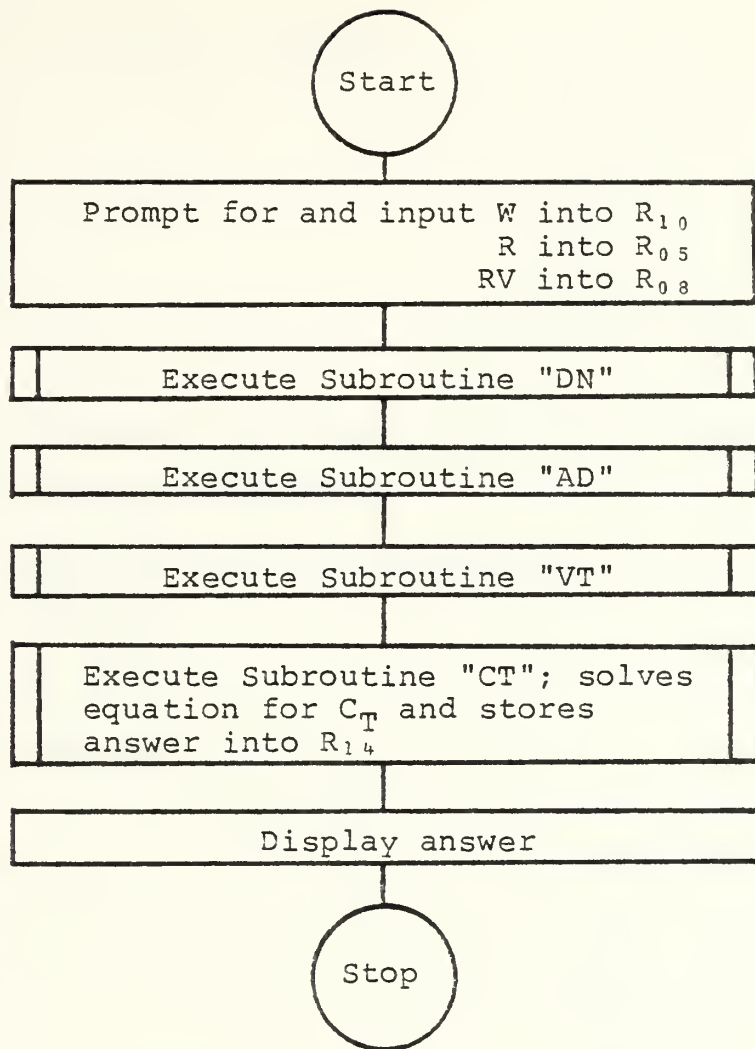 Start
Prompt for and input W into R₁₀
R into R₀₅
RV into R₀₈
Execute Subroutine "DN"
Execute Subroutine "AD"
Execute Subroutine "VT"
Execute Subroutine "CT"; solves
equation for C_T and stores
answer into R₁₄
Display answer
Stop